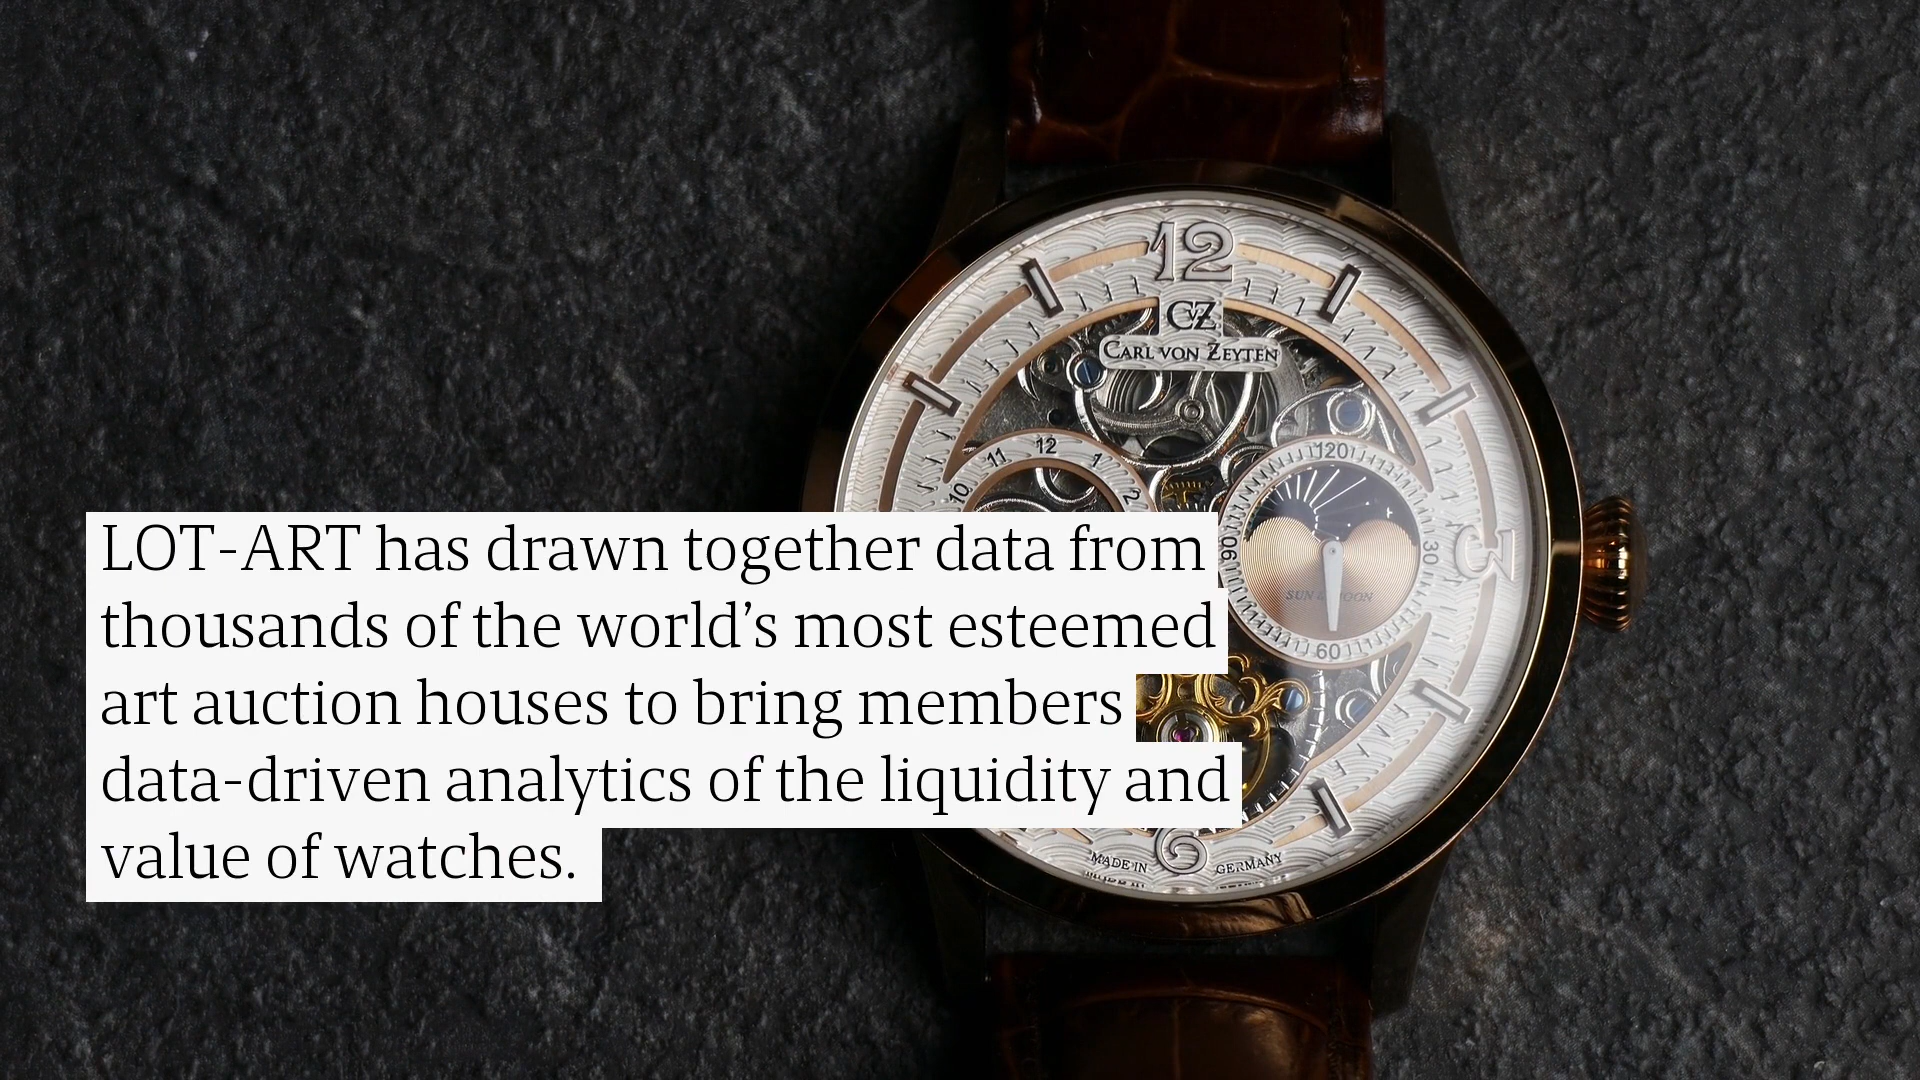 12
CVZ
CARL VON ZEYTEN
10 11 12 1 2
120
90
30
3
SUN & MOON
60
LOT-ART has drawn together data from
thousands of the world’s most esteemed
art auction houses to bring members
data-driven analytics of the liquidity and
value of watches.
6
MADE IN GERMANY